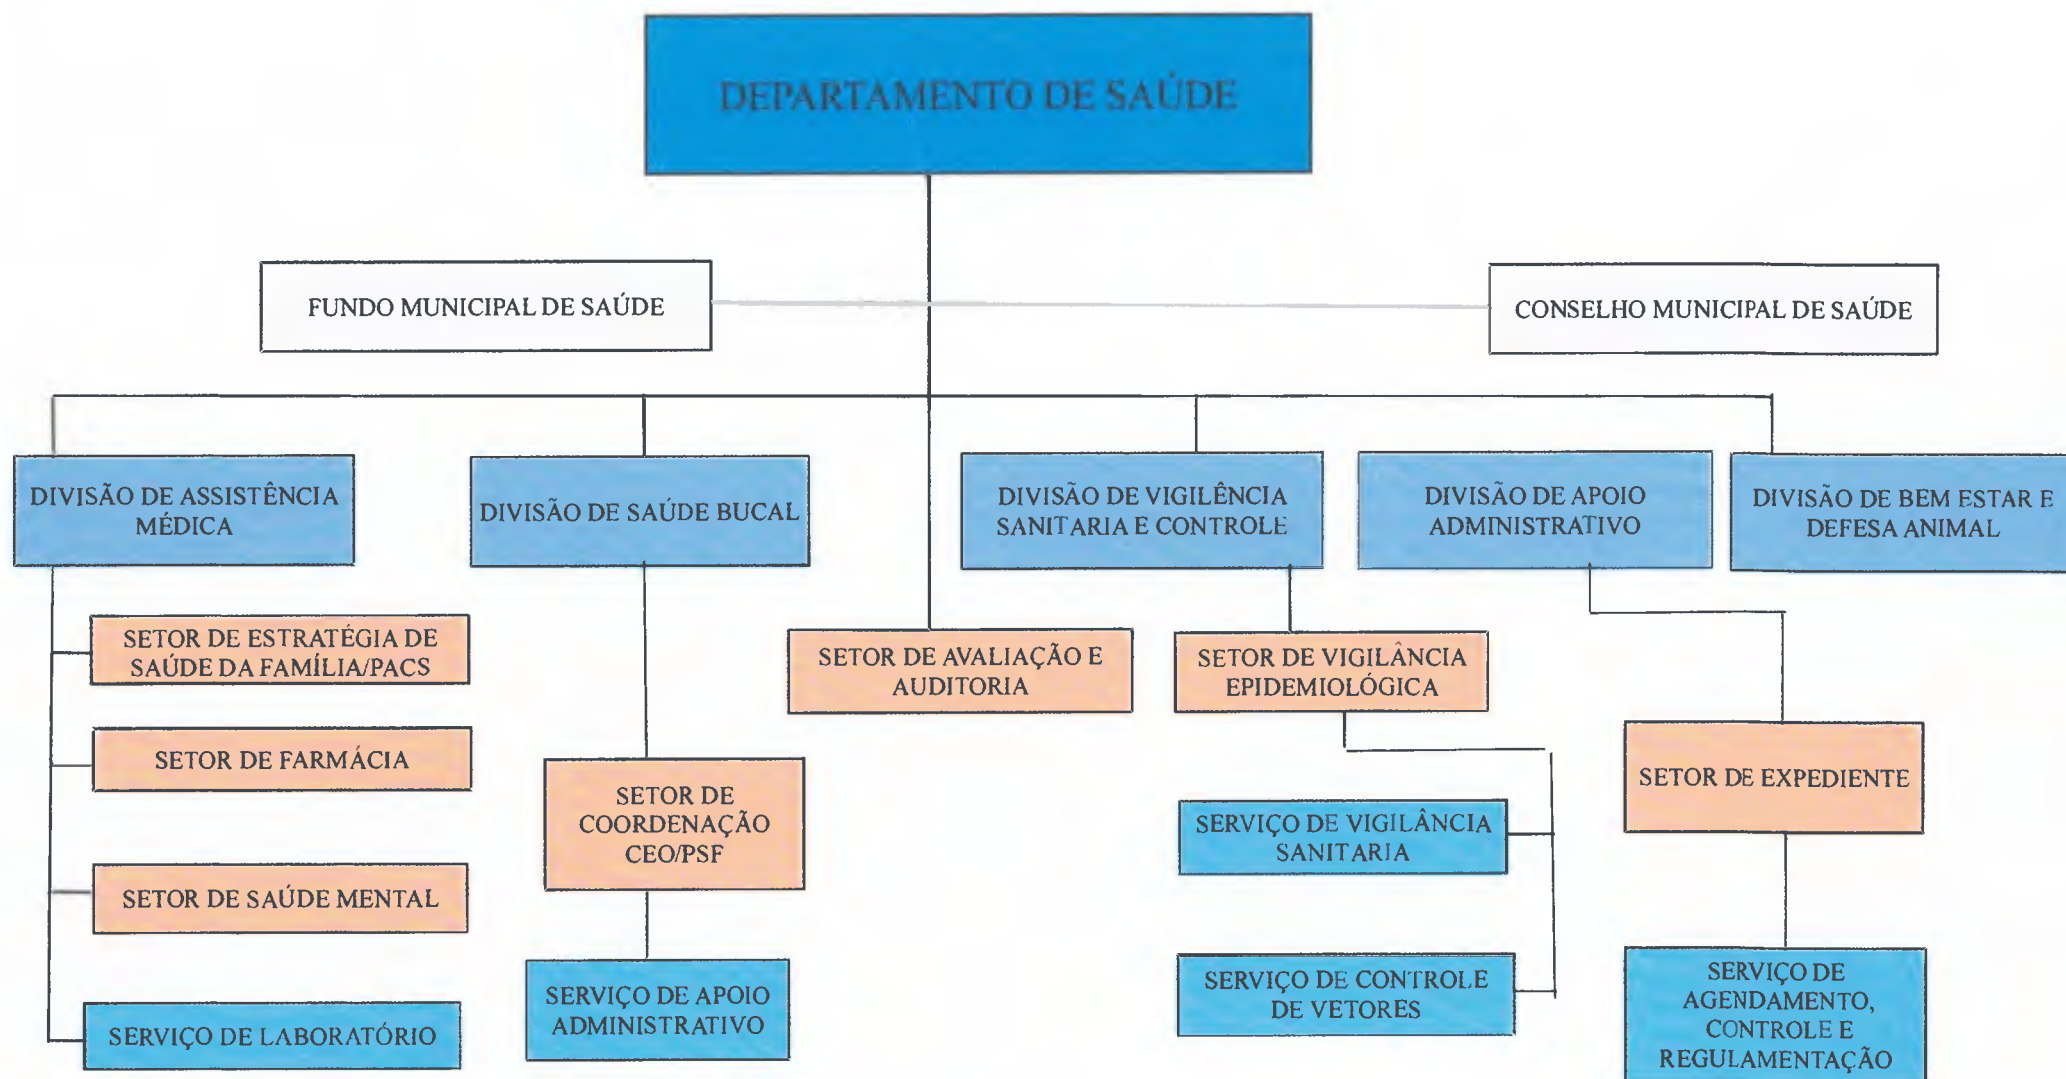 DEPARTAMENTO DE SAÚDE
FUNDO MUNICIPAL DE SAÚDE
CONSELHO MUNICIPAL DE SAÚDE
DIVISÃO DE ASSISTÊNCIA
MÉDICA
DIVISÃO DE SAÚDE BUCAL
DIVISÃO DE VIGILÊNCIA
SANITARIA E CONTROLE
DIVISÃO DE APOIO
ADMINISTRATIVO
DIVISÃO DE BEM ESTAR E
DEFESA ANIMAL
SETOR DE ESTRATÉGIA DE
SAÚDE DA FAMÍLIA/PACS
SETOR DE AVALIAÇÃO E
AUDITORIA
SETOR DE VIGILÂNCIA
EPIDEMIOLÓGICA
SETOR DE FARMÁCIA
SETOR DE
COORDENAÇÃO
CEO/PSF
SETOR DE EXPEDIENTE
SERVIÇO DE VIGILÂNCIA
SANITARIA
SETOR DE SAÚDE MENTAL
SERVIÇO DE LABORATÓRIO
SERVIÇO DE APOIO
ADMINISTRATIVO
SERVIÇO DE CONTROLE
DE VETORES
SERVIÇO DE
AGENDAMENTO,
CONTROLE E
REGULAMENTAÇÃO